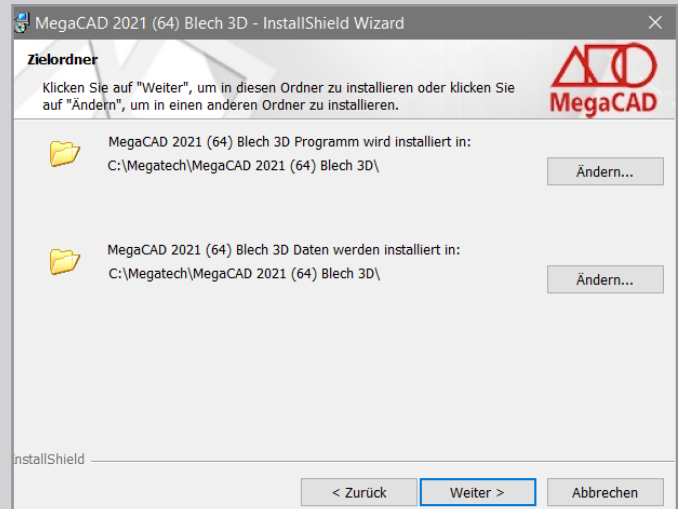 MegaCAD 2021 (64) Blech 3D - InstallShield Wizard
Zielordner
Klicken Sie auf "Weiter", um in diesen Ordner zu installieren oder klicken Sie
auf "Ändern", um in einen anderen Ordner zu installieren.
MegaCAD
MegaCAD 2021 (64) Blech 3D Programm wird installiert in:
C:\Megatech\MegaCAD 2021 (64) Blech 3D\
Ändern...
MegaCAD 2021 (64) Blech 3D Daten werden installiert in:
C:\Megatech\MegaCAD 2021 (64) Blech 3D\
Ändern...
InstallShield
< Zurück
Weiter >
Abbrechen